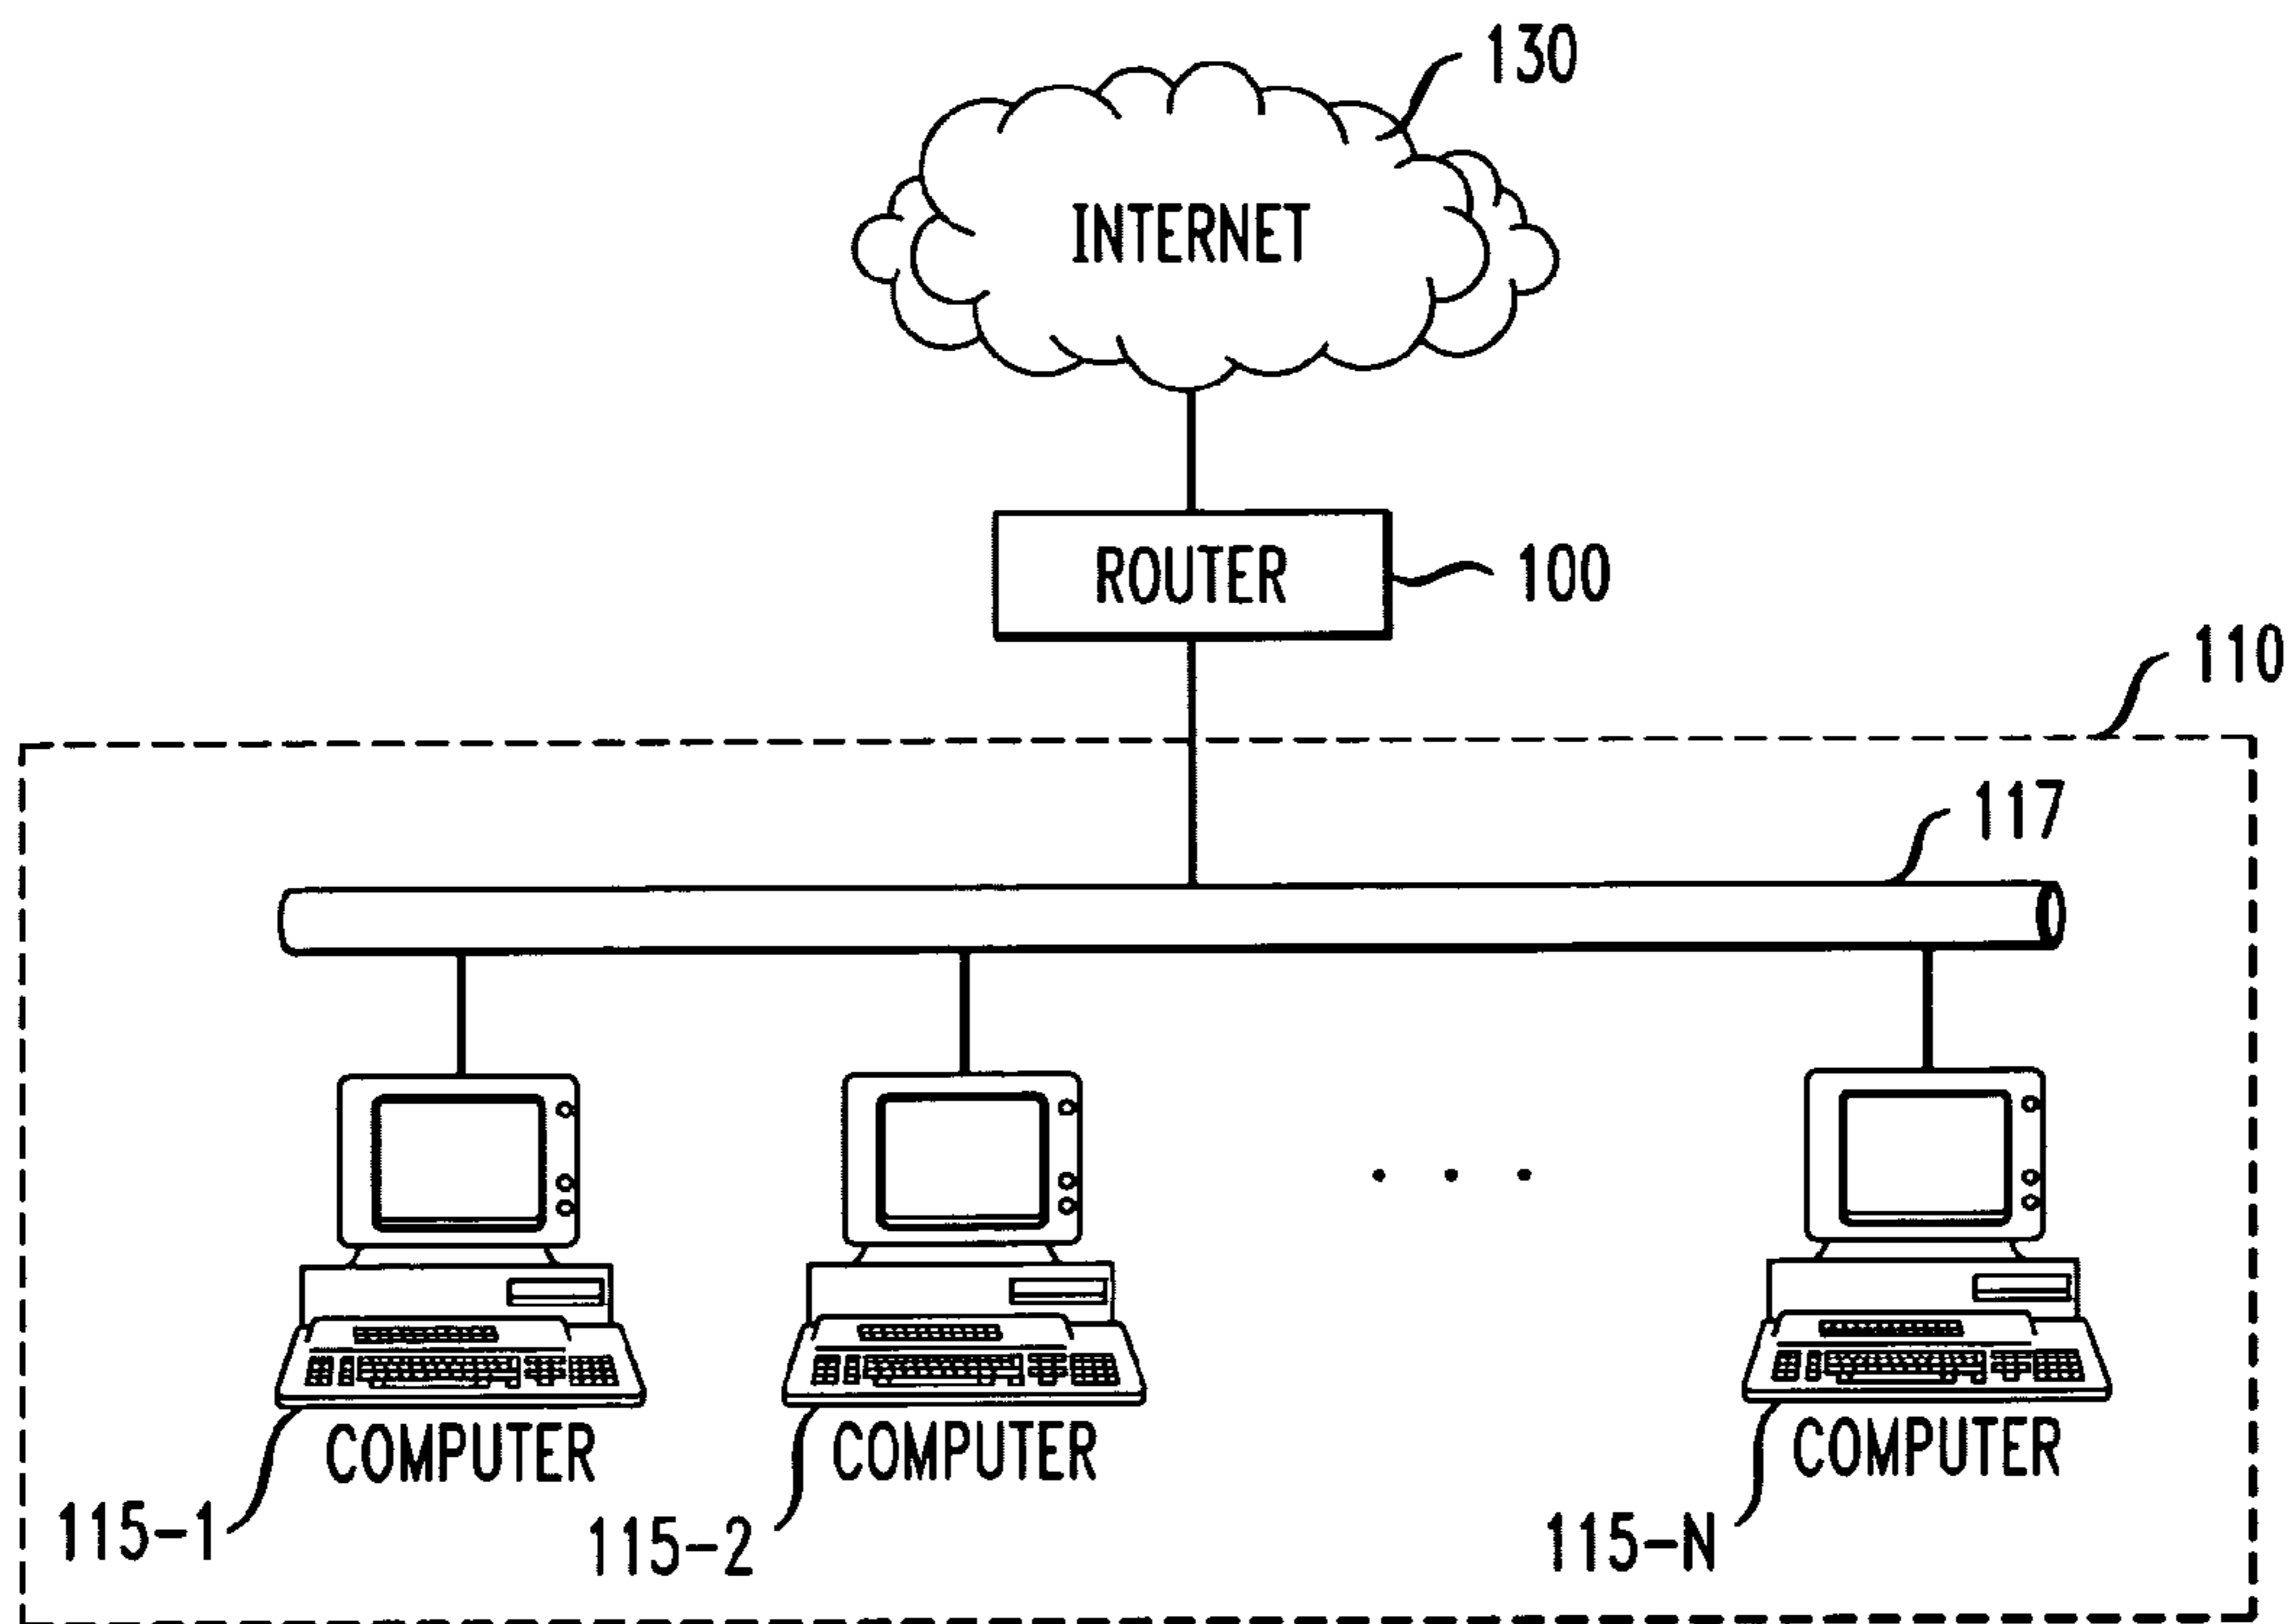 130
INTERNET
ROUTER
100
110
117
COMPUTER
COMPUTER
COMPUTER
115-1
115-2
115-N